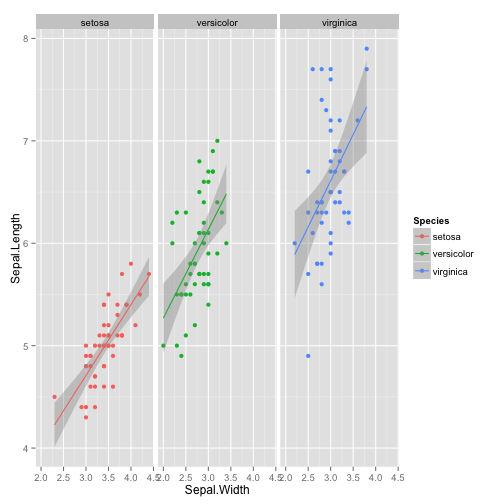 setosa versicolor virginica
8
7
6
5
4
Sepal.Length
2.0 2.5 3.0 3.5 4.0 4.5 2.0 2.5 3.0 3.5 4.0 4.5 2.0 2.5 3.0 3.5 4.0 4.5
Sepal.Width
Species
setosa
versicolor
virginica